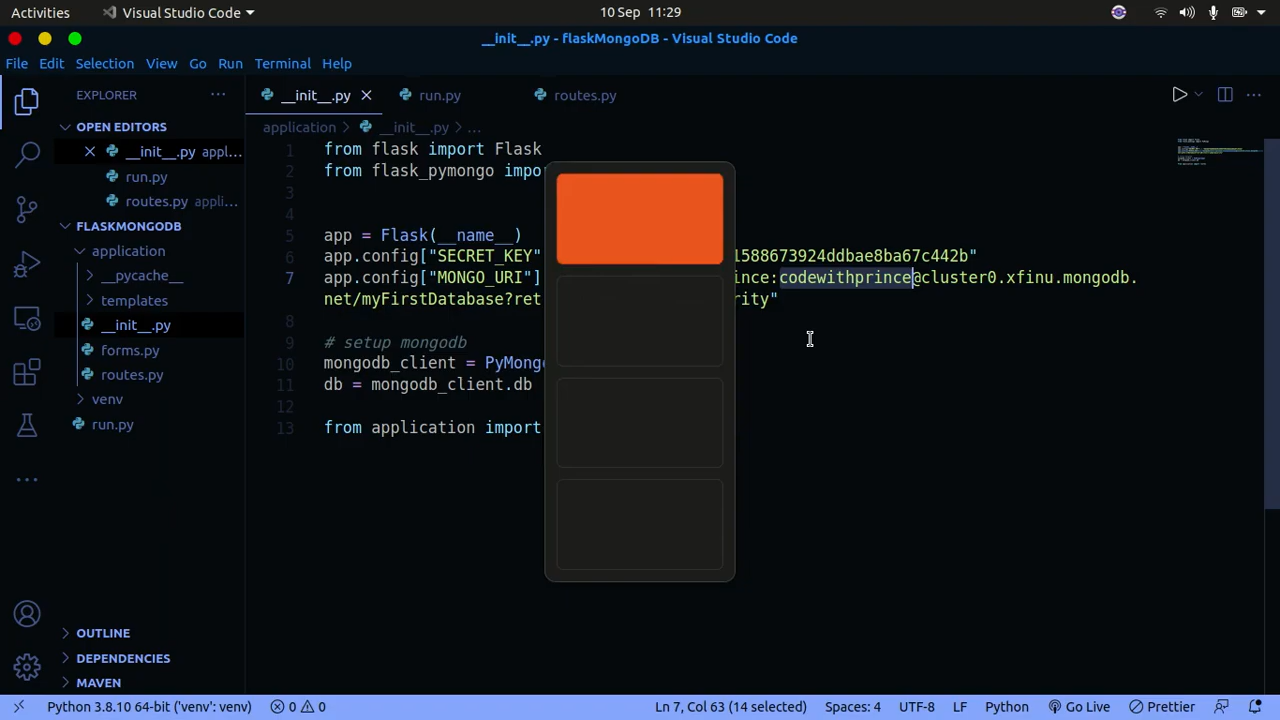 Activities
Visual Studio Code
10 Sep 11:29
__init__.py - flaskMongoDB - Visual Studio Code
File Edit Selection View Go Run Terminal Help
EXPLORER
OPEN EDITORS
__init__.py appl...
run.py
routes.py appli...
FLASKMONGODB
application
__pycache__
templates
__init__.py
forms.py
routes.py
venv
run.py
OUTLINE
DEPENDENCIES
MAVEN
__init__.py
run.py
routes.py
application > __init__.py > ...
1 from flask import Flask
2 from flask_pymongo impor
3
4
5 app = Flask(__name__)
6 app.config["SECRET_KEY" 1588673924ddbae8ba67c442b"
7 app.config["MONGO_URI"] ince:codewithprince@cluster0.xfinu.mongodb.
net/myFirstDatabase?ret rity"
8
9 # setup mongodb
10 mongodb_client = PyMongo
11 db = mongodb_client.db
12
13 from application import
Python 3.8.10 64-bit ('venv': venv) 0 0 Ln 7, Col 63 (14 selected) Spaces: 4 UTF-8 LF Python Go Live Prettier